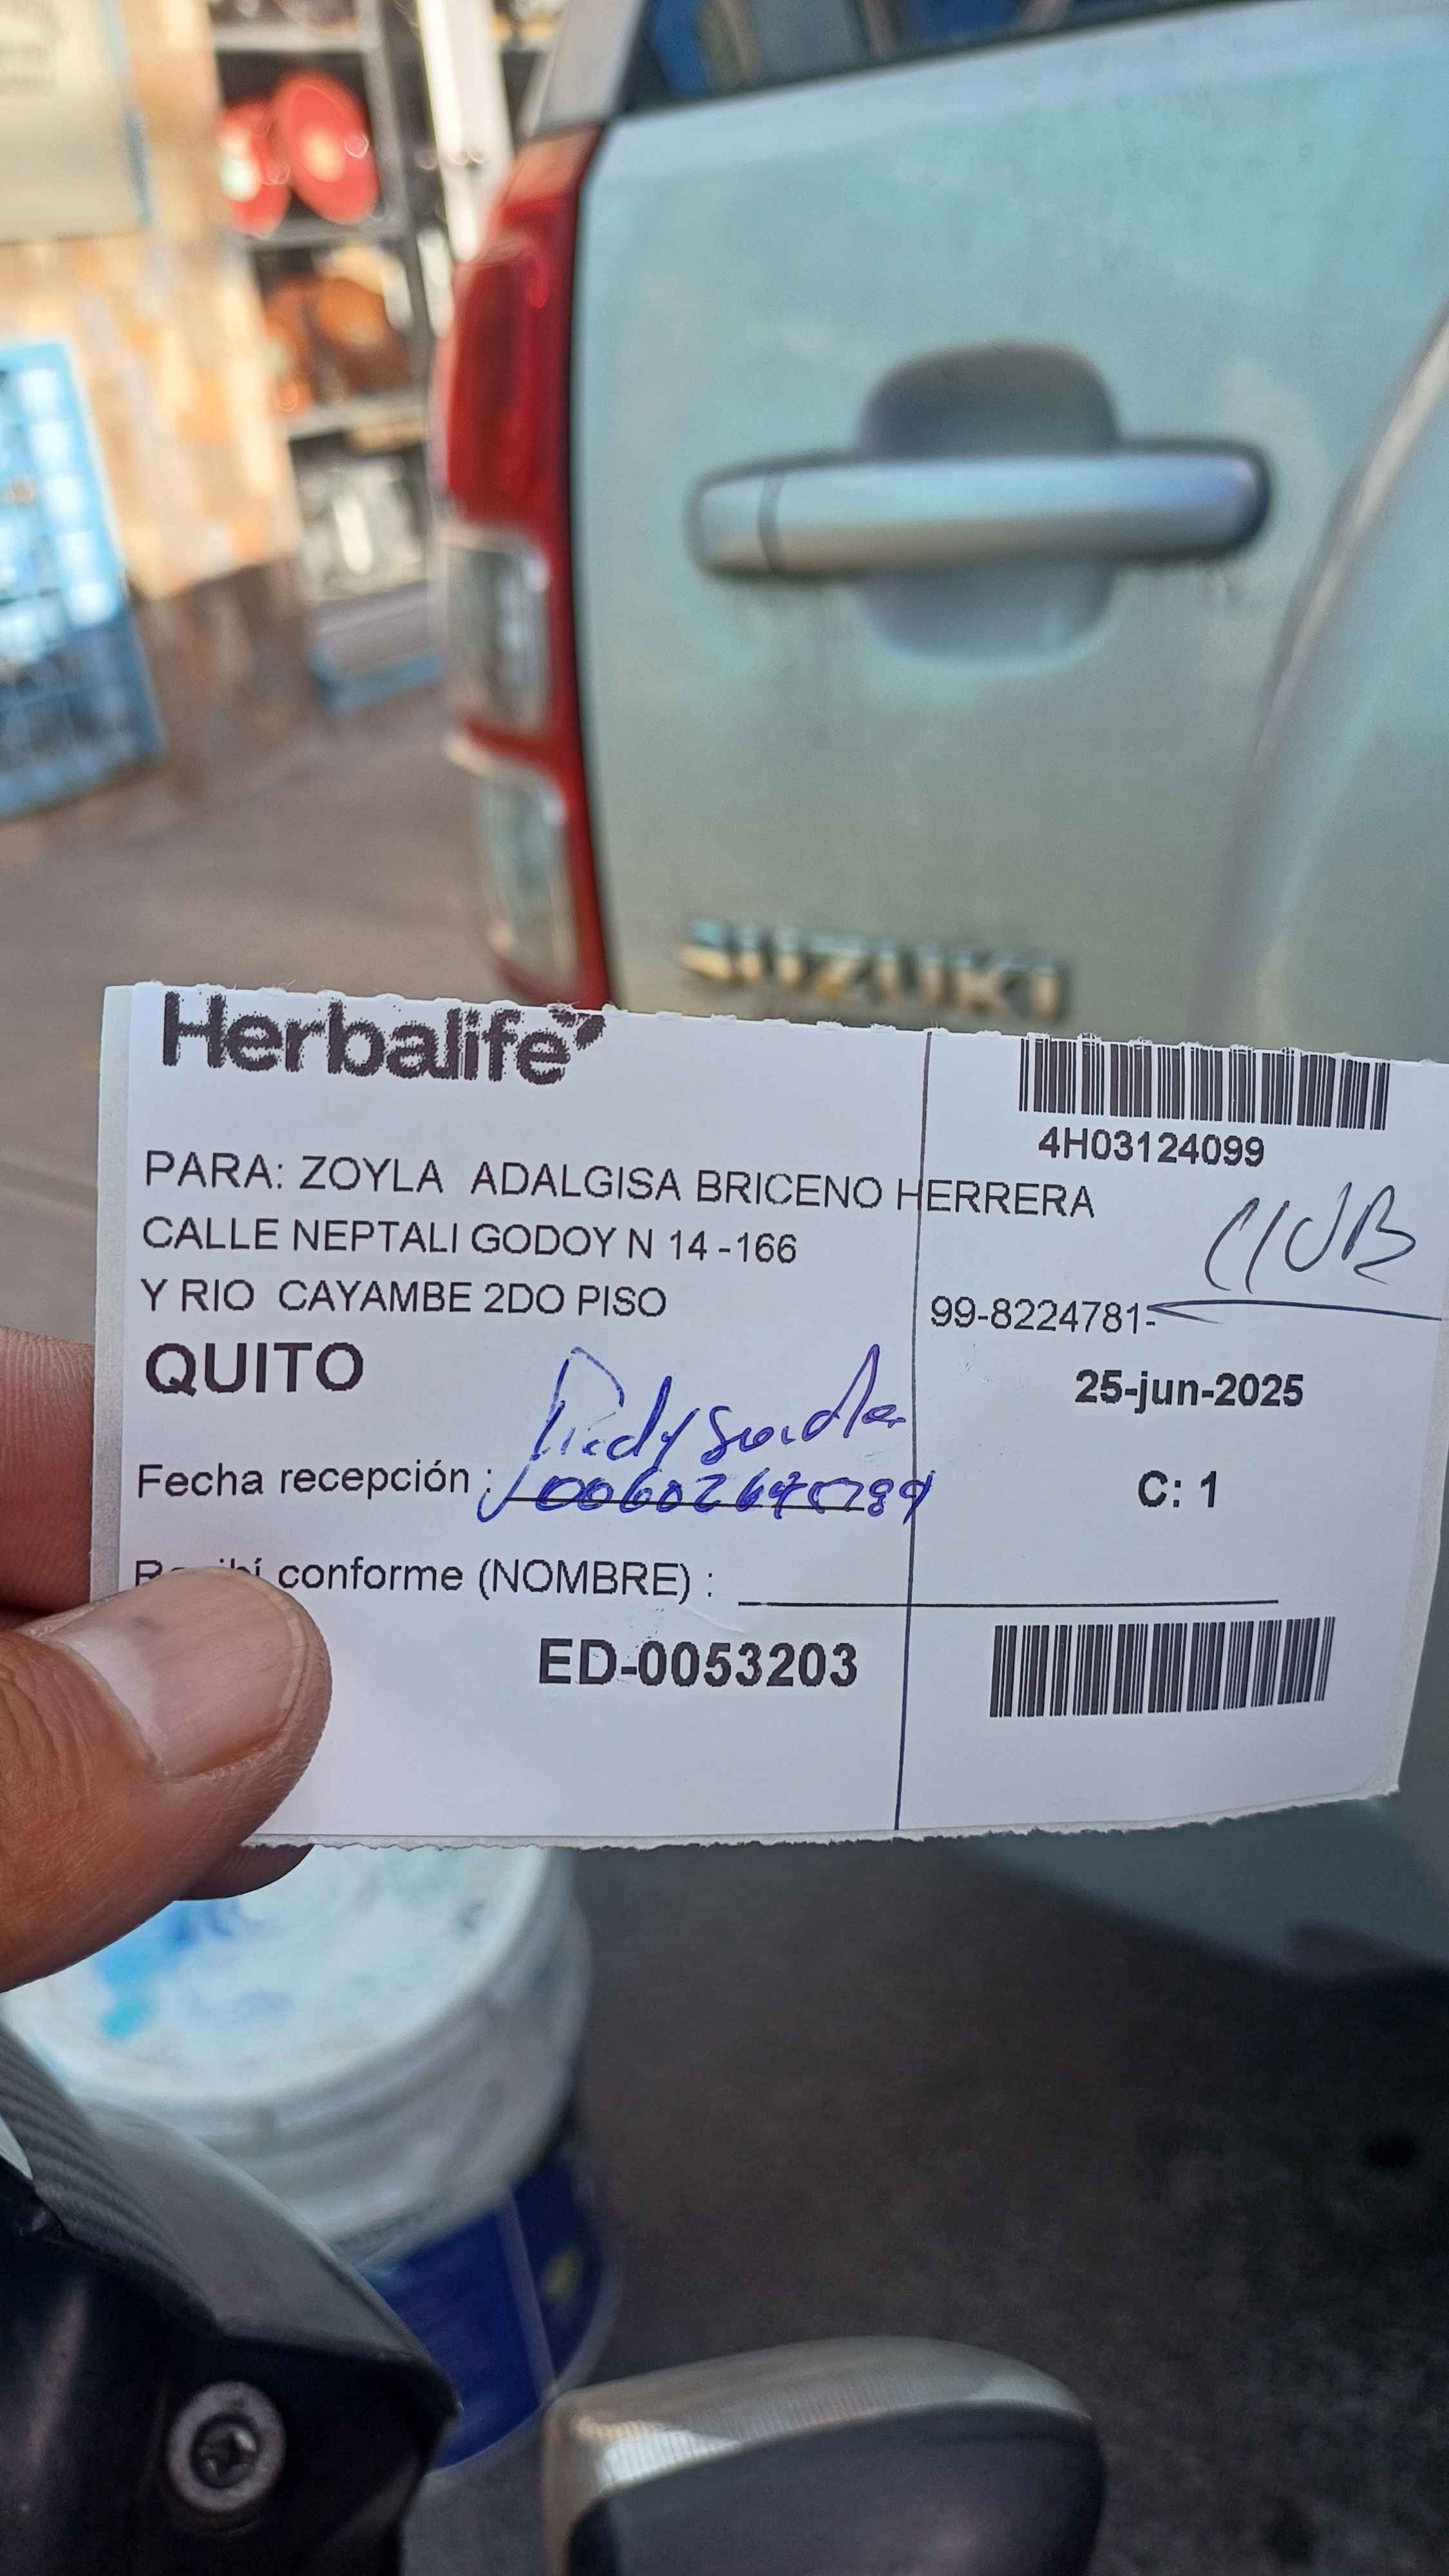 SUZUKI
Herbalife
4H03124099
PARA: ZOYLA ADALGISA BRICENO HERRERA
CALLE NEPTALI GODOY N 14 -166
Y RIO CAYAMBE 2DO PISO
99-8224781-
QUITO
25-jun-2025
Fecha recepción :
C: 1
conforme (NOMBRE) :
ED-0053203